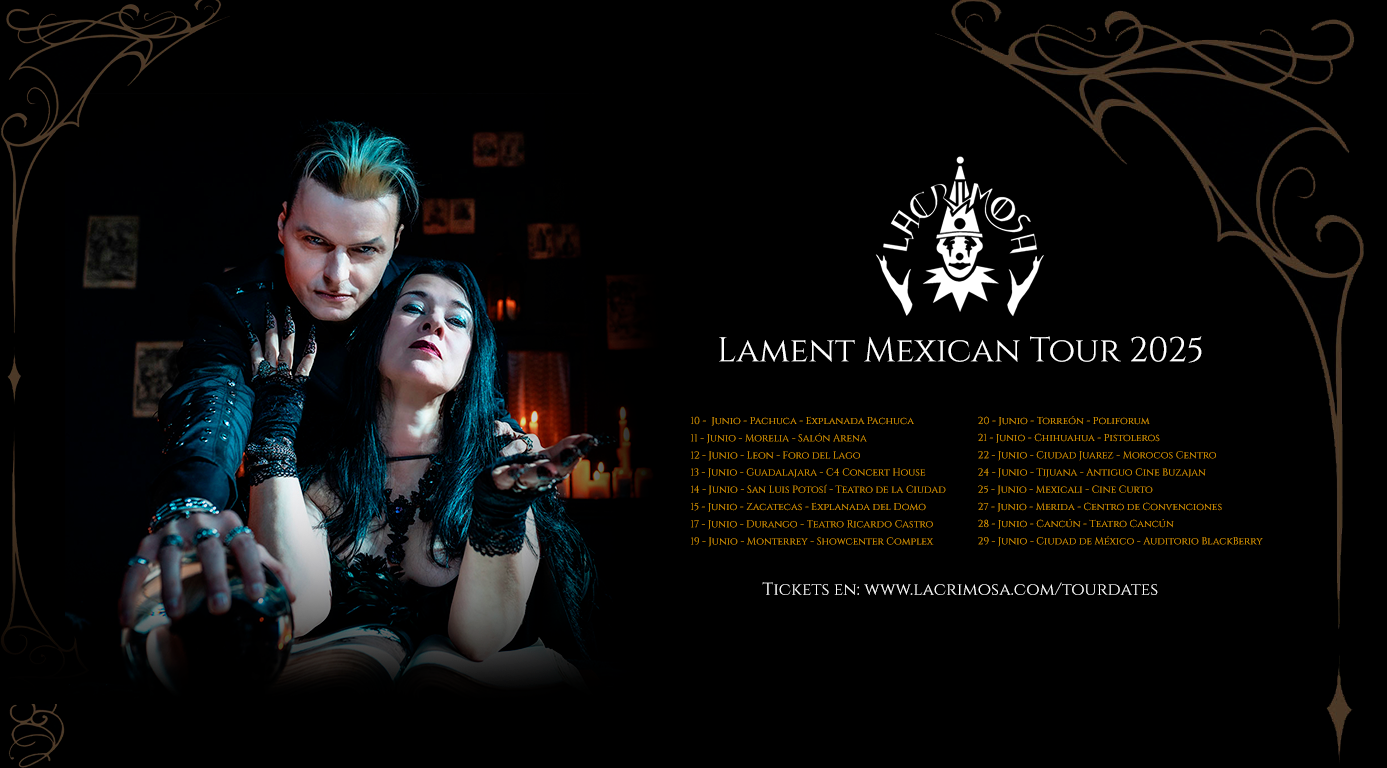 LACRIMOSA
Lament Mexican Tour 2025
10 - Junio - Pachuca - Explanada Pachuca
11 - Junio - Morelia - Salón Arena
12 - Junio - Leon - Foro del Lago
13 - Junio - Guadalajara - C4 Concert House
14 - Junio - San Luis Potosí - Teatro de la Ciudad
15 - Junio - Zacatecas - Explanada del Domo
17 - Junio - Durango - Teatro Ricardo Castro
19 - Junio - Monterrey - Showcenter Complex
20 - Junio - Torreón - Poliforum
21 - Junio - Chihuahua - Pistoleros
22 - Junio - Ciudad Juarez - Morocos Centro
24 - Junio - Tijuana - Antiguo Cine Buzajan
25 - Junio - Mexicali - Cine Curto
27 - Junio - Merida - Centro de Convenciones
28 - Junio - Cancún - Teatro Cancún
29 - Junio - Ciudad de México - Auditorio BlackBerry
Tickets en: www.lacrimosa.com/tourdates